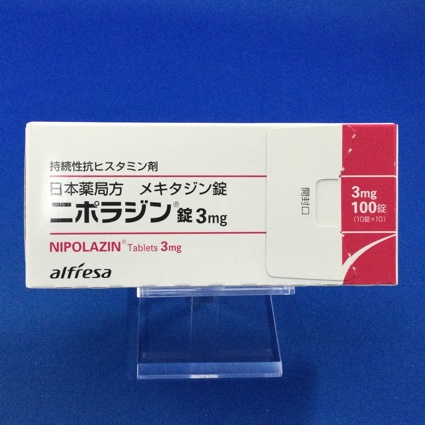 持続性抗ヒスタミン剤
日本薬局方 メキタジン錠
ニポラジン®錠3mg
NIPOLAZIN® Tablets 3mg
alfresa
開封口
3mg
100錠
(10錠×10)